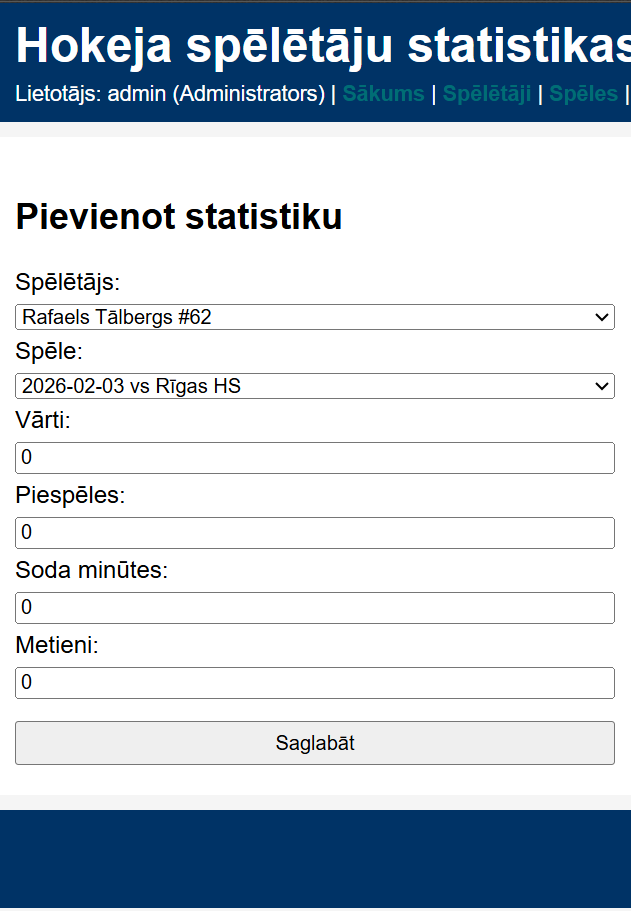 Hokeja spēlētāju statistikas
Lietotājs: admin (Administrators) | Sākums | Spēlētāji | Spēles |
Pievienot statistiku
Spēlētājs:
Rafaels Tālbergs #62
Spēle:
2026-02-03 vs Rīgas HS
Vārti:
0
Piespēles:
0
Soda minūtes:
0
Metieni:
0
Saglabāt